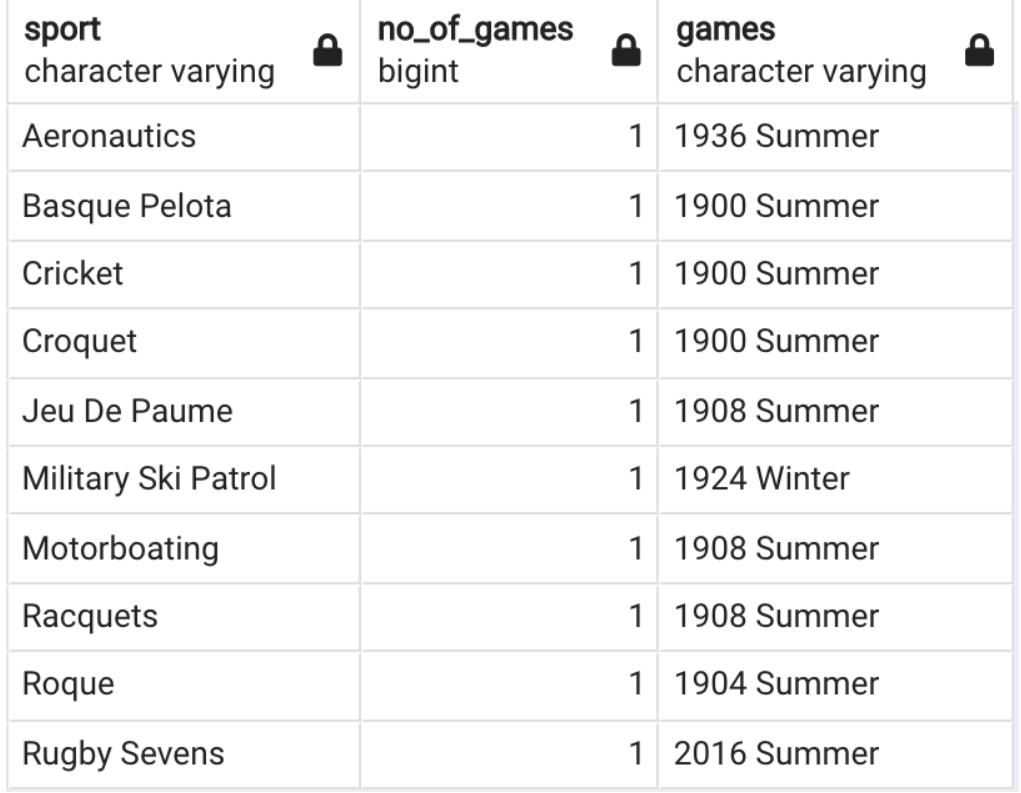 sport no_of_games games
character varying bigint character varying
Aeronautics 1 1936 Summer
Basque Pelota 1 1900 Summer
Cricket 1 1900 Summer
Croquet 1 1900 Summer
Jeu De Paume 1 1908 Summer
Military Ski Patrol 1 1924 Winter
Motorboating 1 1908 Summer
Racquets 1 1908 Summer
Roque 1 1904 Summer
Rugby Sevens 1 2016 Summer